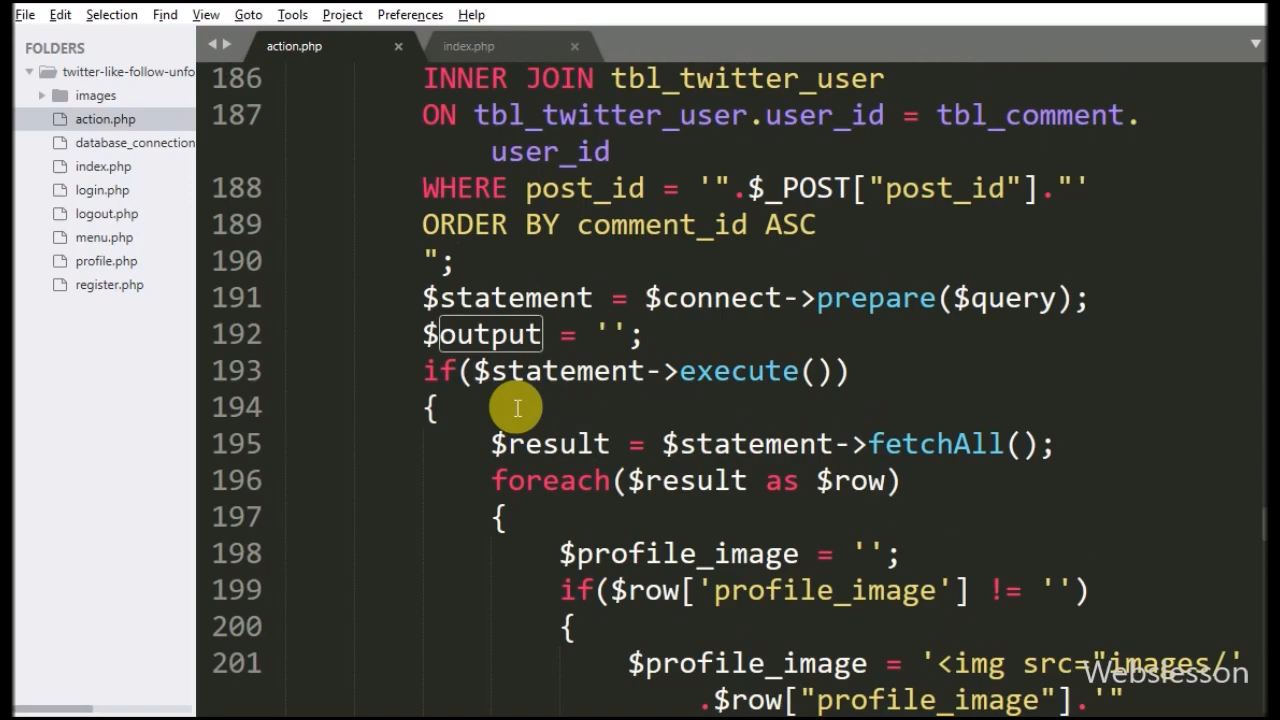 File Edit Selection Find View Goto Tools Project Preferences Help
FOLDERS
twitter-like-follow-unfo
images
action.php
database_connection
index.php
login.php
logout.php
menu.php
profile.php
register.php
action.php × index.php ×
186 INNER JOIN tbl_twitter_user
187 ON tbl_twitter_user.user_id = tbl_comment.
user_id
188 WHERE post_id = '".$_POST["post_id"]."'
189 ORDER BY comment_id ASC
190 ";
191 $statement = $connect->prepare($query);
192 $output = '';
193 if($statement->execute())
194 {
195 $result = $statement->fetchAll();
196 foreach($result as $row)
197 {
198 $profile_image = '';
199 if($row['profile_image'] != '')
200 {
201 $profile_image = '<img src="images/'
.$row["profile_image"].'"
Webslesson